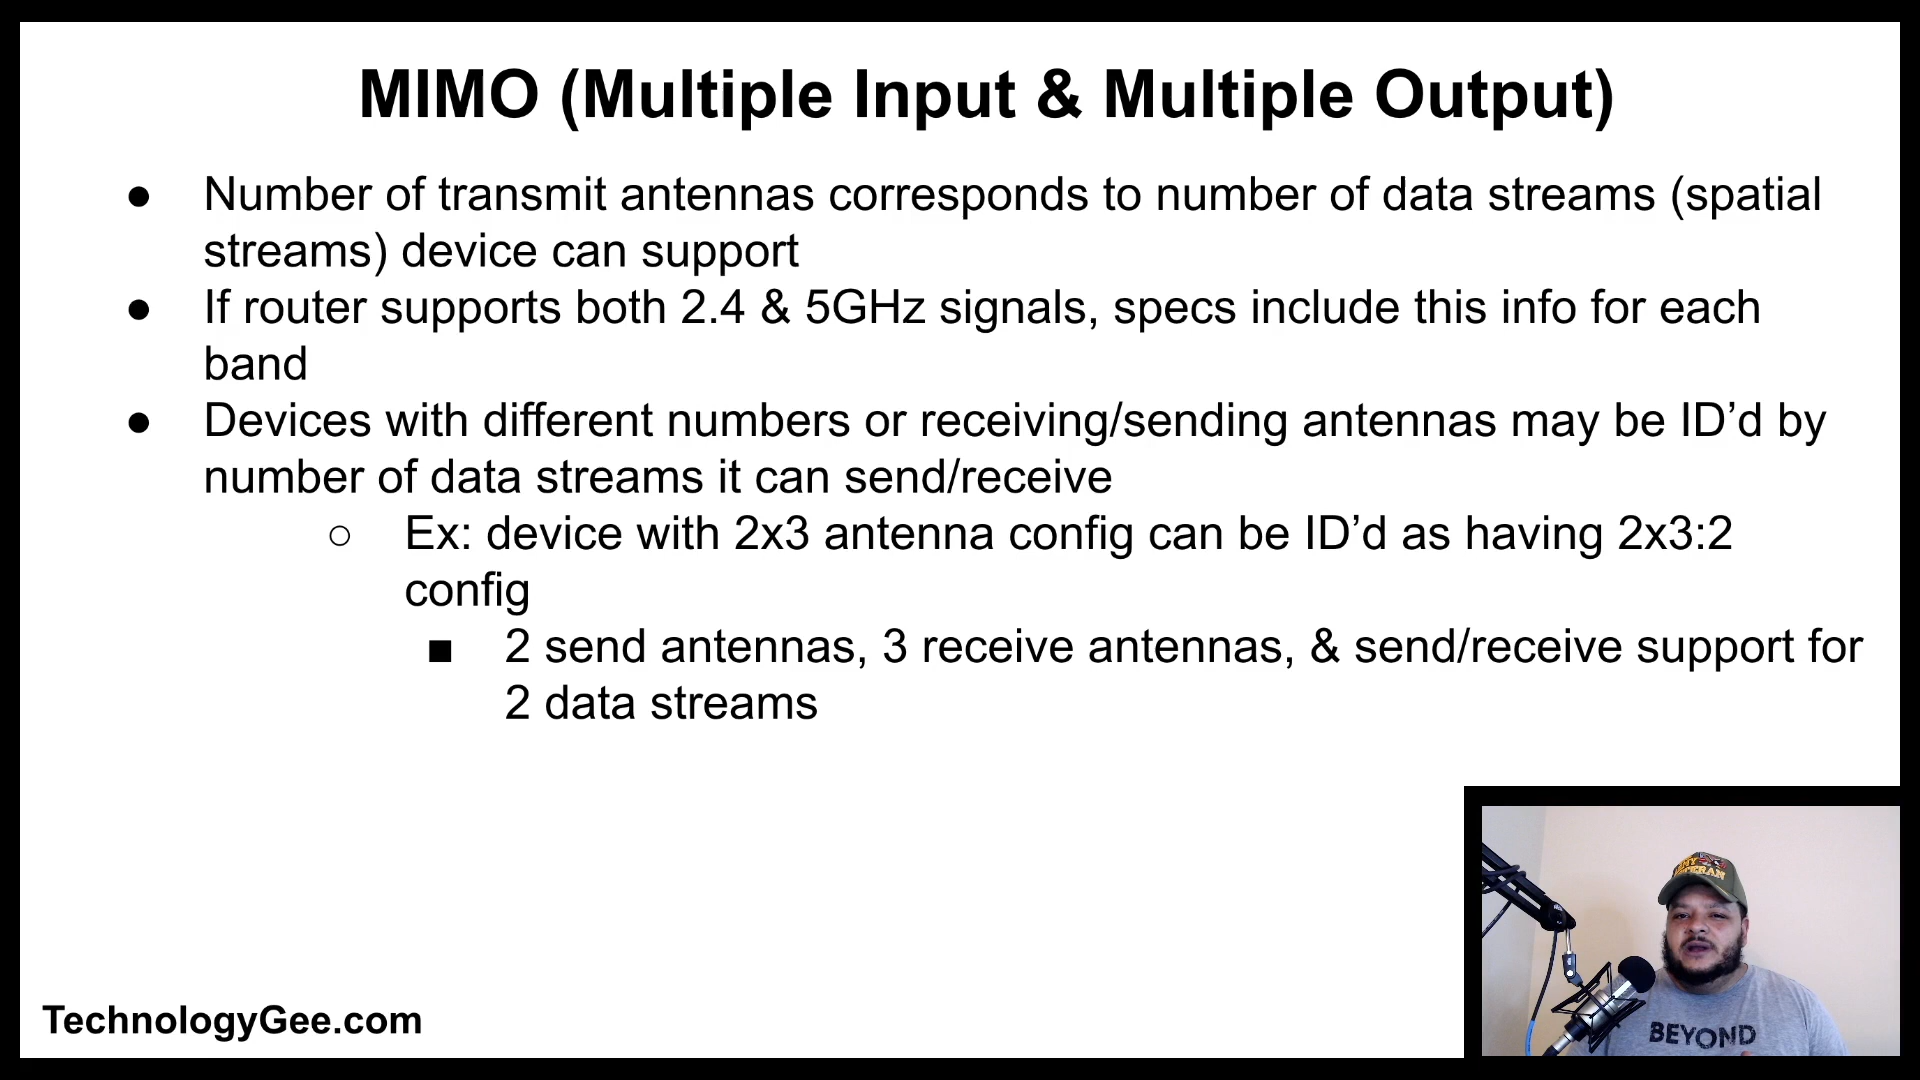 MIMO (Multiple Input & Multiple Output)
● Number of transmit antennas corresponds to number of data streams (spatial
streams) device can support
● If router supports both 2.4 & 5GHz signals, specs include this info for each
band
● Devices with different numbers or receiving/sending antennas may be ID’d by
number of data streams it can send/receive
○ Ex: device with 2x3 antenna config can be ID’d as having 2x3:2
config
■ 2 send antennas, 3 receive antennas, & send/receive support for
2 data streams
TechnologyGee.com
BEYOND